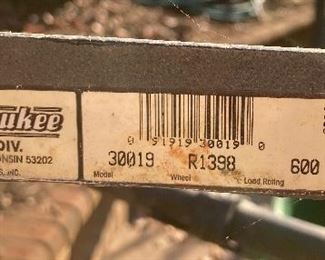 ukee
DIV.
ONSIN 53202
S, INC.
0 91919 30019 0
30019 R1398 600
Model Wheel Load Rating